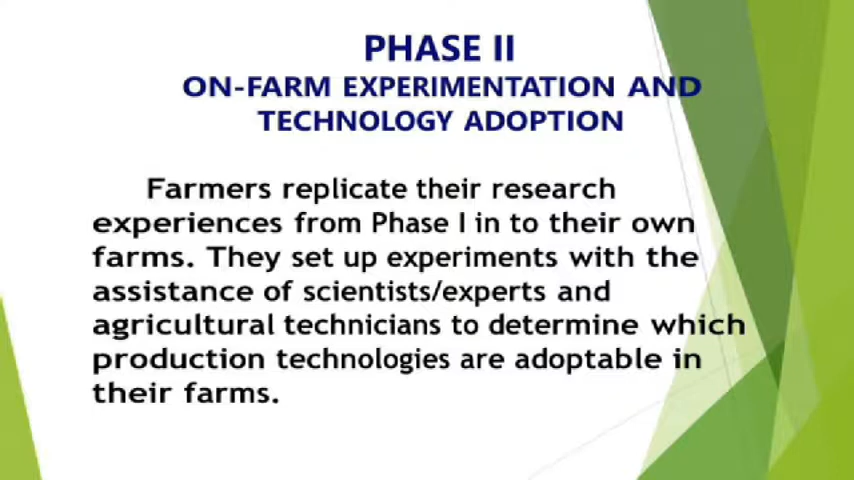 PHASE II
ON-FARM EXPERIMENTATION AND
TECHNOLOGY ADOPTION
Farmers replicate their research
experiences from Phase I in to their own
farms. They set up experiments with the
assistance of scientists/experts and
agricultural technicians to determine which
production technologies are adoptable in
their farms.